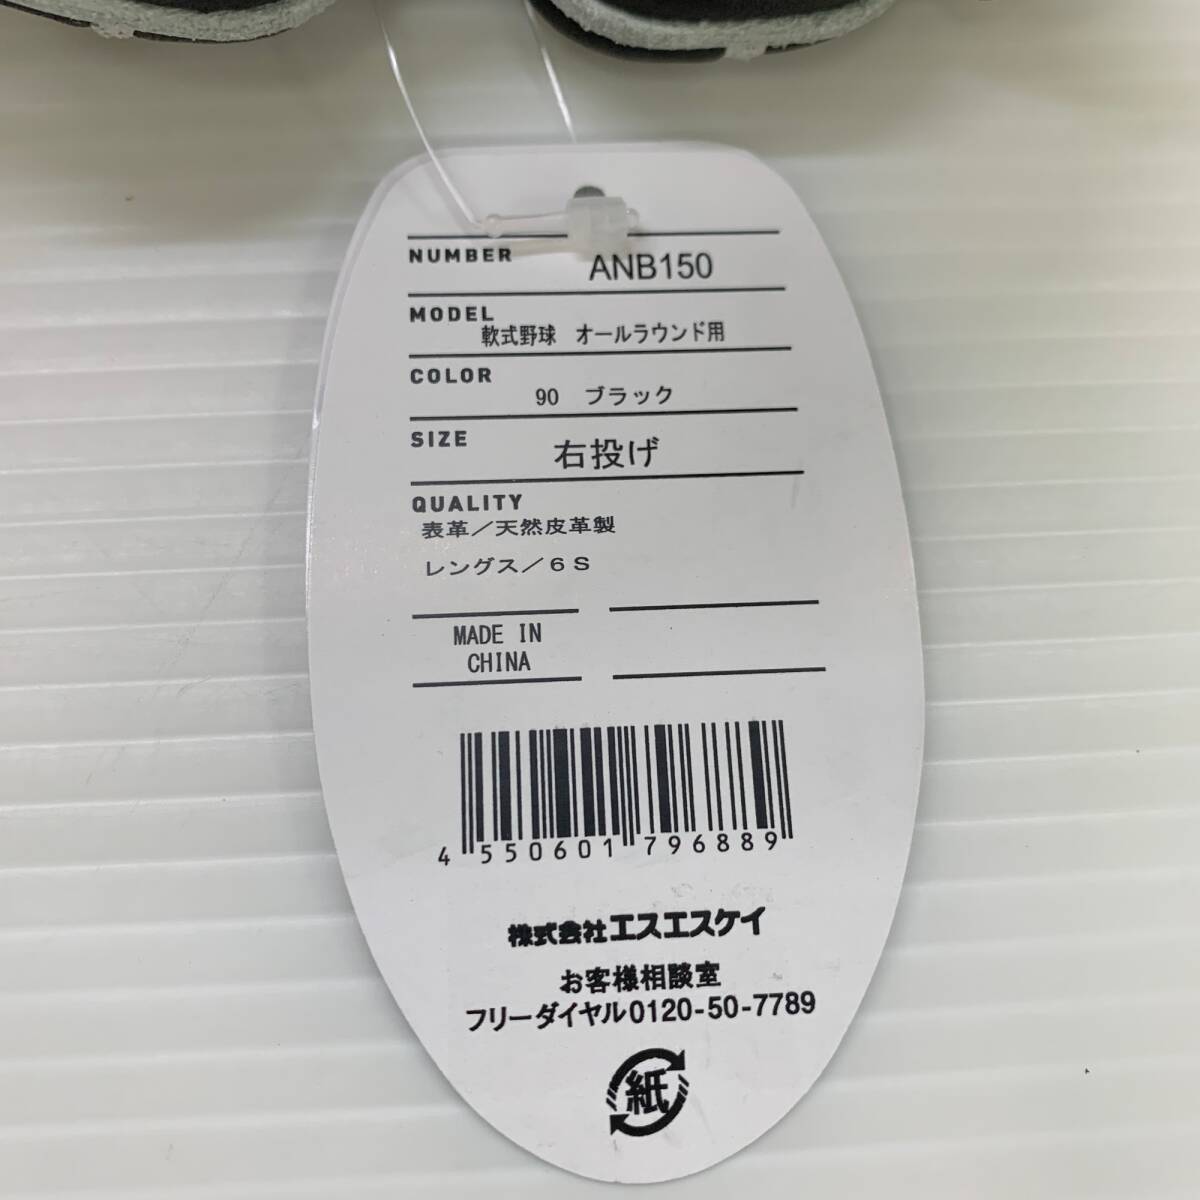 NUMBER ANB150
MODEL
軟式野球　オールラウンド用
COLOR
90　ブラック
SIZE 右投げ
QUALITY
表革／天然皮革製
レングス／6S
MADE IN
CHINA
4 550601 796889
株式会社エスエスケイ
お客様相談室
フリーダイヤル0120-50-7789
紙